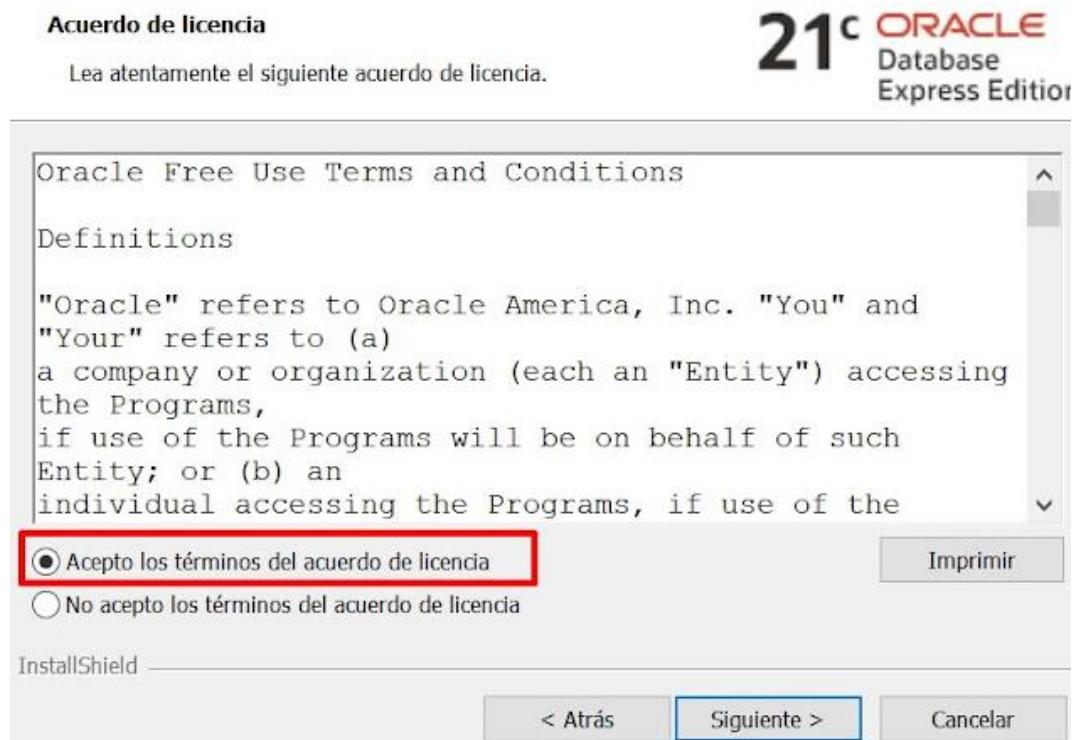 Acuerdo de licencia
Lea atentamente el siguiente acuerdo de licencia.
21c ORACLE
Database
Express Edition
Oracle Free Use Terms and Conditions
Definitions
"Oracle" refers to Oracle America, Inc. "You" and
"Your" refers to (a)
a company or organization (each an "Entity") accessing
the Programs,
if use of the Programs will be on behalf of such
Entity; or (b) an
individual accessing the Programs, if use of the
Acepto los términos del acuerdo de licencia
Imprimir
No acepto los términos del acuerdo de licencia
InstallShield
< Atrás
Siguiente >
Cancelar